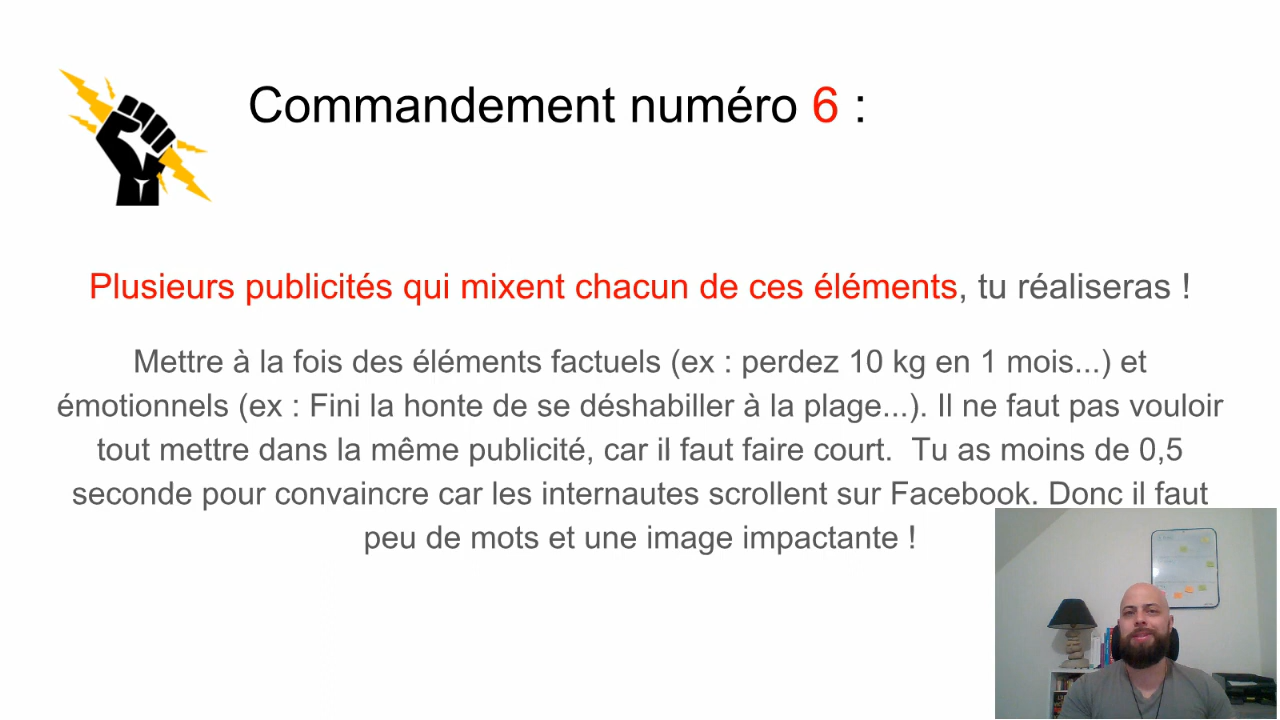 Commandement numéro 6 :
Plusieurs publicités qui mixent chacun de ces éléments, tu réaliseras !
Mettre à la fois des éléments factuels (ex : perdez 10 kg en 1 mois...) et
émotionnels (ex : Fini la honte de se déshabiller à la plage...). Il ne faut pas vouloir
tout mettre dans la même publicité, car il faut faire court.  Tu as moins de 0,5
seconde pour convaincre car les internautes scrollent sur Facebook. Donc il faut
peu de mots et une image impactante !